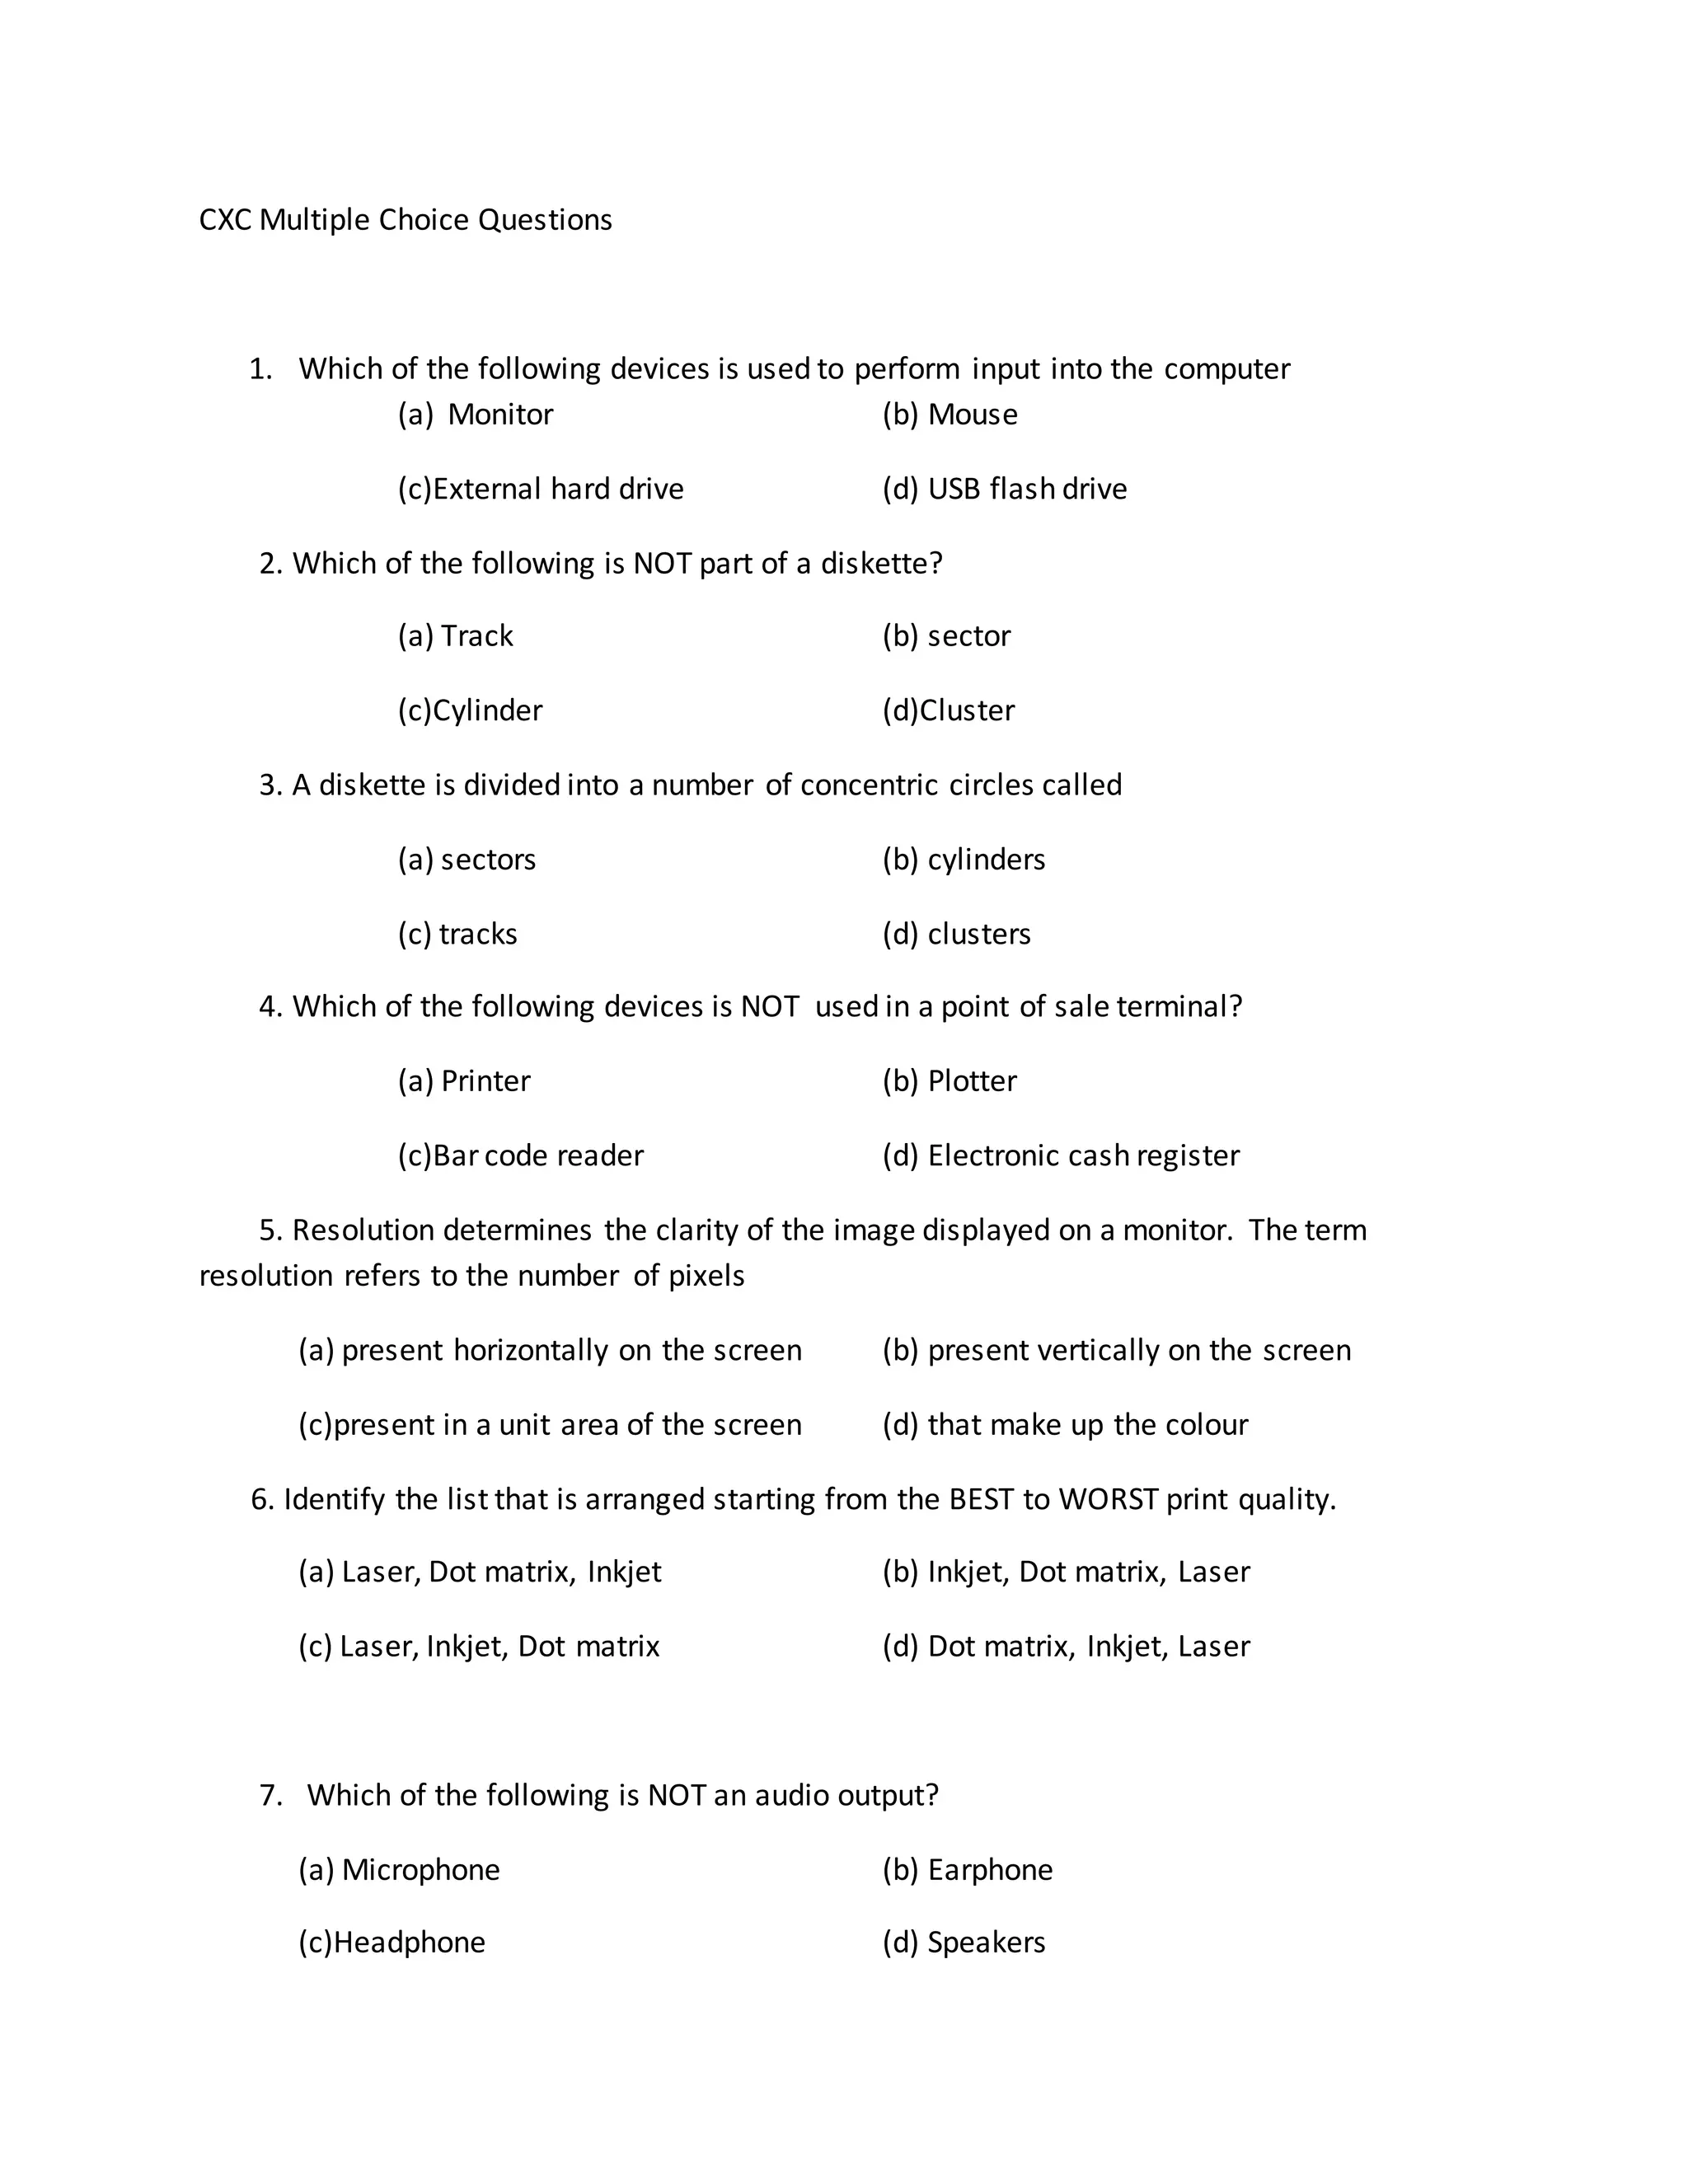 CXC Multiple Choice Questions
1. Which of the following devices is used to perform input into the computer
(a) Monitor (b) Mouse
(c)External hard drive (d) USB flash drive
2. Which of the following is NOT part of a diskette?
(a) Track (b) sector
(c)Cylinder (d)Cluster
3. A diskette is divided into a number of concentric circles called
(a) sectors (b) cylinders
(c) tracks (d) clusters
4. Which of the following devices is NOT used in a point of sale terminal?
(a) Printer (b) Plotter
(c)Bar code reader (d) Electronic cash register
5. Resolution determines the clarity of the image displayed on a monitor. The term
resolution refers to the number of pixels
(a) present horizontally on the screen (b) present vertically on the screen
(c)present in a unit area of the screen (d) that make up the colour
6. Identify the list that is arranged starting from the BEST to WORST print quality.
(a) Laser, Dot matrix, Inkjet (b) Inkjet, Dot matrix, Laser
(c) Laser, Inkjet, Dot matrix (d) Dot matrix, Inkjet, Laser
7. Which of the following is NOT an audio output?
(a) Microphone (b) Earphone
(c)Headphone (d) Speakers